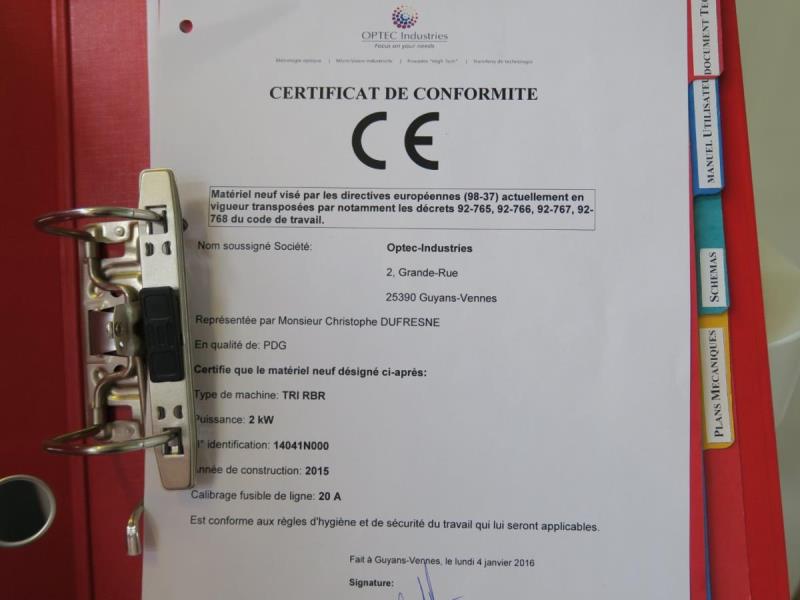 OPTEC Industries
Focus on your needs
Métrologie optique | Micro-Vision industrielle | Procédés "High Tech" | Transferts de technologie
CERTIFICAT DE CONFORMITE
CE
Matériel neuf visé par les directives européennes (98-37) actuellement en
vigueur transposées par notamment les décrets 92-765, 92-766, 92-767, 92-
768 du code de travail.
Nom soussigné Société: Optec-Industries
2, Grande-Rue
25390 Guyans-Vennes
Représentée par Monsieur Christophe DUFRESNE
En qualité de: PDG
Certifie que le matériel neuf désigné ci-après:
Type de machine: TRI RBR
Puissance: 2 kW
N° identification: 14041N000
Année de construction: 2015
Calibrage fusible de ligne: 20 A
Est conforme aux règles d'hygiène et de sécurité du travail qui lui seront applicables.
Fait à Guyans-Vennes, le lundi 4 janvier 2016
Signature:
DOCUMENT TE
MANUEL UTILISATEU
SCHEMAS
PLANS MECANIQUES